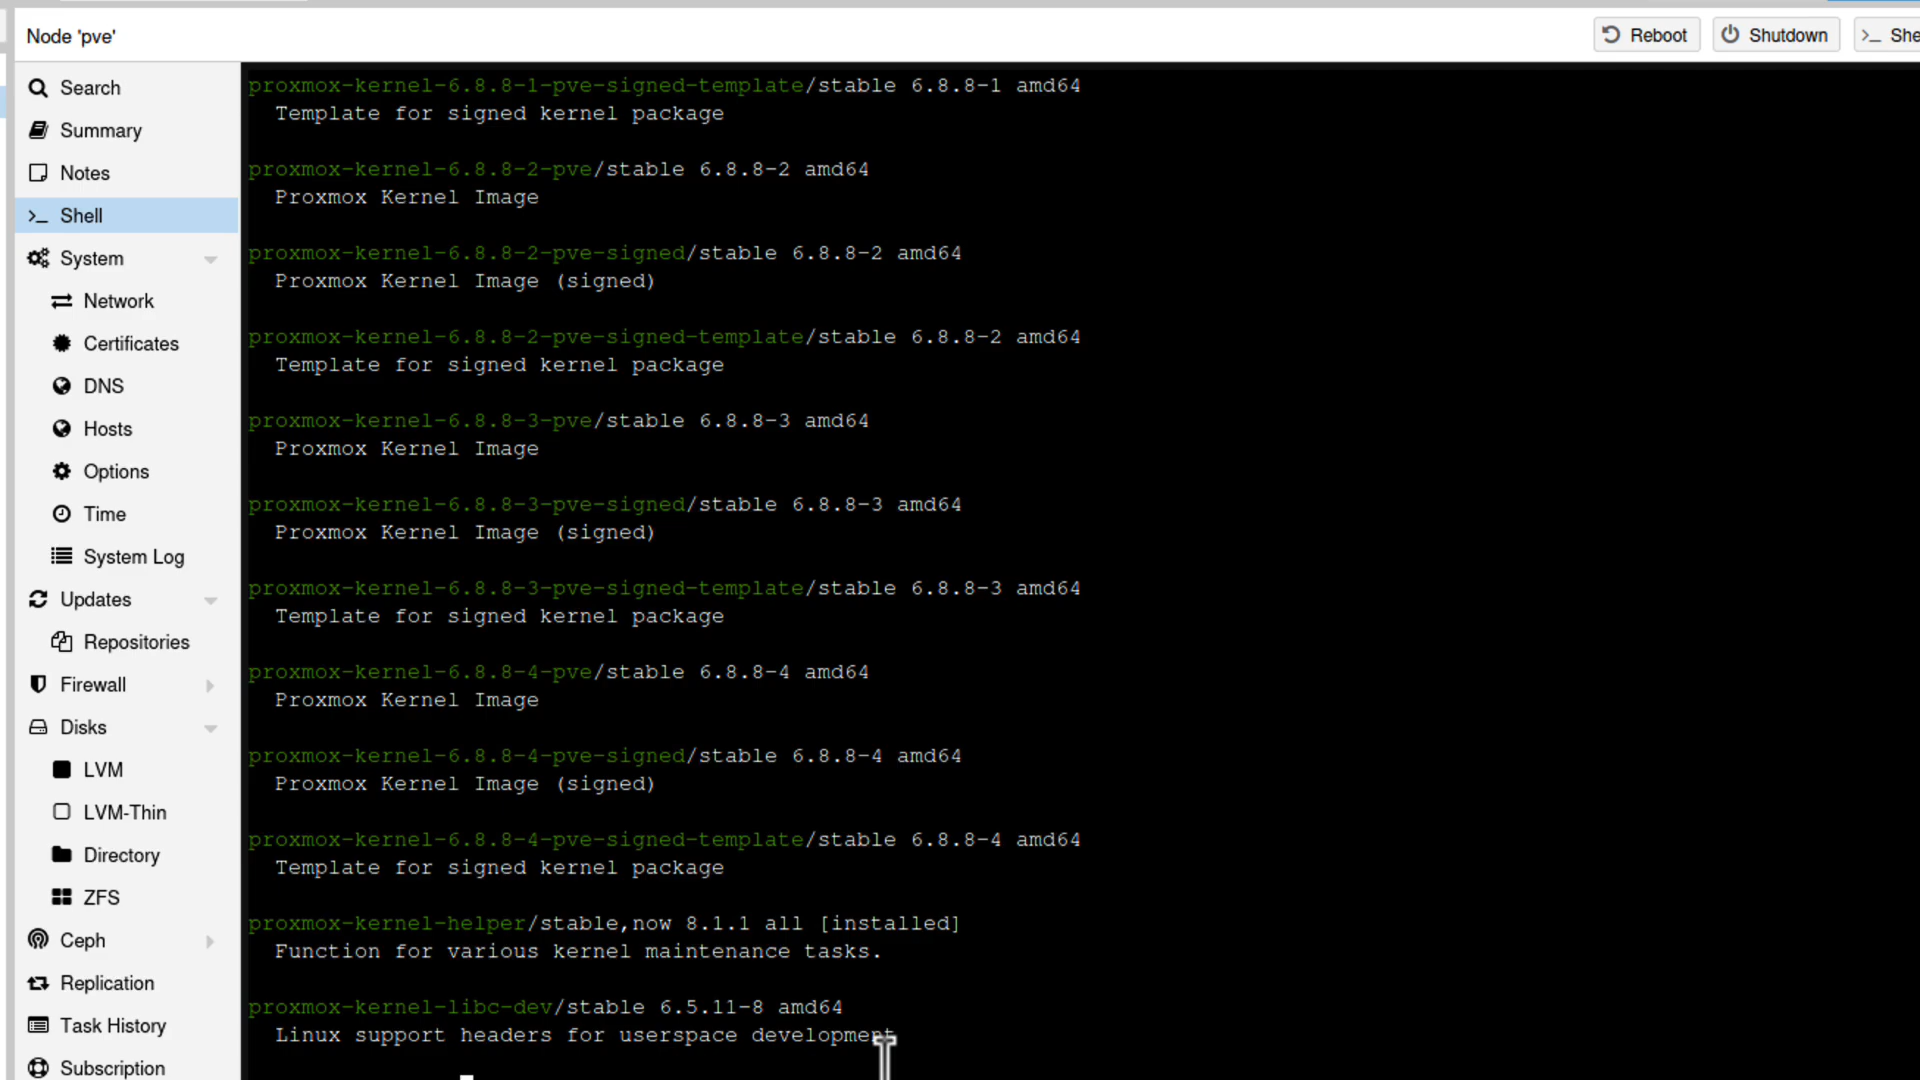 Node 'pve'
Reboot
Shutdown
Search
Summary
Notes
Shell
System
Network
Certificates
DNS
Hosts
Options
Time
System Log
Updates
Repositories
Firewall
Disks
LVM
LVM-Thin
Directory
ZFS
Ceph
Replication
Task History
Subscription
proxmox-kernel-6.8.8-1-pve-signed-template/stable 6.8.8-1 amd64
Template for signed kernel package
proxmox-kernel-6.8.8-2-pve/stable 6.8.8-2 amd64
Proxmox Kernel Image
proxmox-kernel-6.8.8-2-pve-signed/stable 6.8.8-2 amd64
Proxmox Kernel Image (signed)
proxmox-kernel-6.8.8-2-pve-signed-template/stable 6.8.8-2 amd64
Template for signed kernel package
proxmox-kernel-6.8.8-3-pve/stable 6.8.8-3 amd64
Proxmox Kernel Image
proxmox-kernel-6.8.8-3-pve-signed/stable 6.8.8-3 amd64
Proxmox Kernel Image (signed)
proxmox-kernel-6.8.8-3-pve-signed-template/stable 6.8.8-3 amd64
Template for signed kernel package
proxmox-kernel-6.8.8-4-pve/stable 6.8.8-4 amd64
Proxmox Kernel Image
proxmox-kernel-6.8.8-4-pve-signed/stable 6.8.8-4 amd64
Proxmox Kernel Image (signed)
proxmox-kernel-6.8.8-4-pve-signed-template/stable 6.8.8-4 amd64
Template for signed kernel package
proxmox-kernel-helper/stable,now 8.1.1 all [installed]
Function for various kernel maintenance tasks.
proxmox-kernel-libc-dev/stable 6.5.11-8 amd64
Linux support headers for userspace development